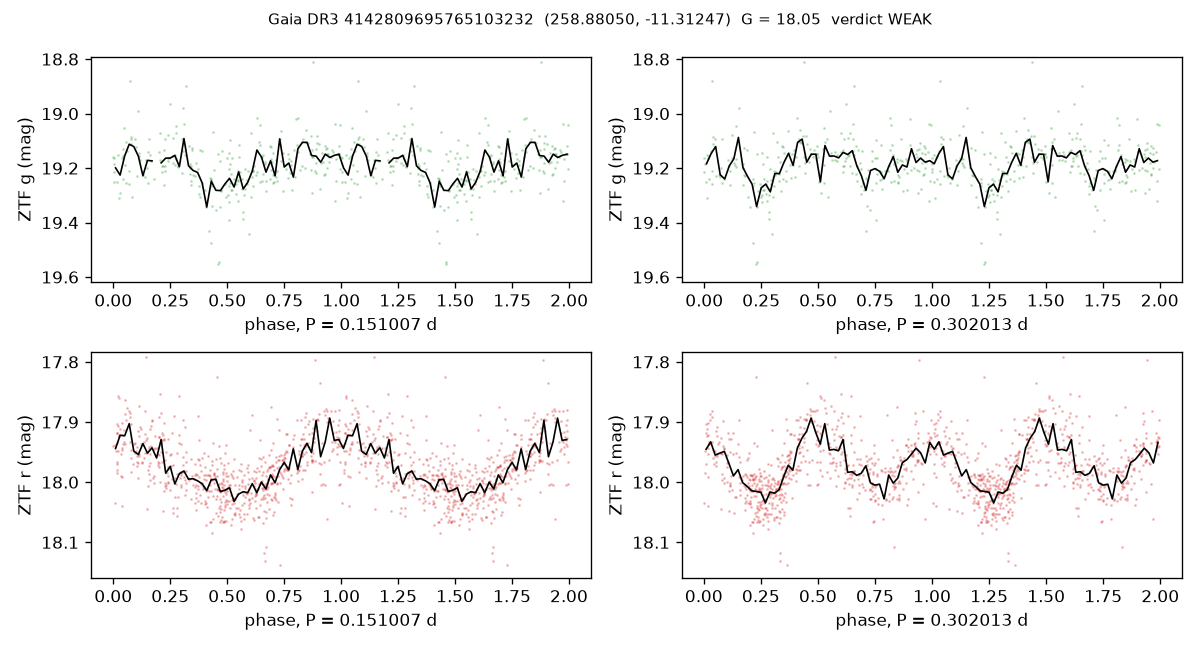 Gaia DR3 4142809695765103232  (258.88050, -11.31247)  G = 18.05  verdict WEAK
ZTF g (mag)
18.8
19.0
19.2
19.4
19.6
0.00 0.25 0.50 0.75 1.00 1.25 1.50 1.75 2.00
phase, P = 0.151007 d
ZTF g (mag)
18.8
19.0
19.2
19.4
19.6
0.00 0.25 0.50 0.75 1.00 1.25 1.50 1.75 2.00
phase, P = 0.302013 d
ZTF r (mag)
17.8
17.9
18.0
18.1
0.00 0.25 0.50 0.75 1.00 1.25 1.50 1.75 2.00
phase, P = 0.151007 d
ZTF r (mag)
17.8
17.9
18.0
18.1
0.00 0.25 0.50 0.75 1.00 1.25 1.50 1.75 2.00
phase, P = 0.302013 d